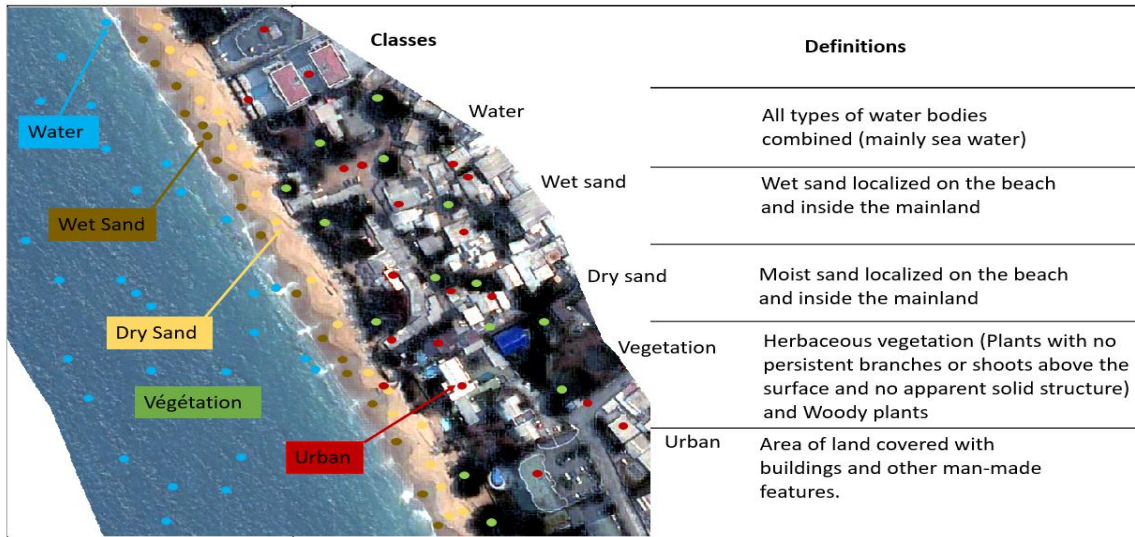 Classes
Definitions
Water
All types of water bodies
combined (mainly sea water)
Wet sand
Wet sand localized on the beach
and inside the mainland
Dry sand
Moist sand localized on the beach
and inside the mainland
Vegetation
Herbaceous vegetation (Plants with no
persistent branches or shoots above the
surface and no apparent solid structure)
and Woody plants
Urban
Area of land covered with
buildings and other man-made
features.
Water
Wet Sand
Dry Sand
Végétation
Urban